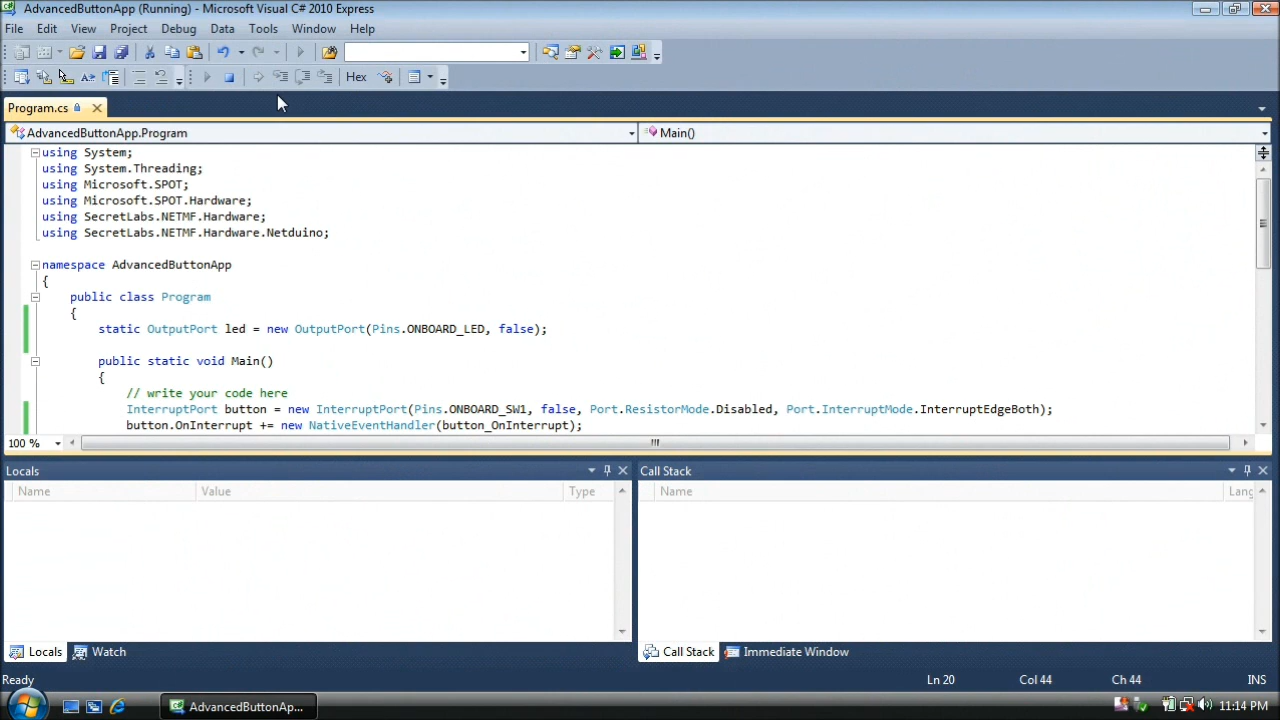 AdvancedButtonApp (Running) - Microsoft Visual C# 2010 Express
File Edit View Project Debug Data Tools Window Help
Hex
Program.cs
AdvancedButtonApp.Program Main()
using System;
using System.Threading;
using Microsoft.SPOT;
using Microsoft.SPOT.Hardware;
using SecretLabs.NETMF.Hardware;
using SecretLabs.NETMF.Hardware.Netduino;
namespace AdvancedButtonApp
{
public class Program
{
static OutputPort led = new OutputPort(Pins.ONBOARD_LED, false);
public static void Main()
{
// write your code here
InterruptPort button = new InterruptPort(Pins.ONBOARD_SW1, false, Port.ResistorMode.Disabled, Port.InterruptMode.InterruptEdgeBoth);
button.OnInterrupt += new NativeEventHandler(button_OnInterrupt);
100 %
Locals Call Stack
Name Value Type Name Lang
Locals Watch Call Stack Immediate Window
Ready Ln 20 Col 44 Ch 44 INS
AdvancedButtonAp... 11:14 PM